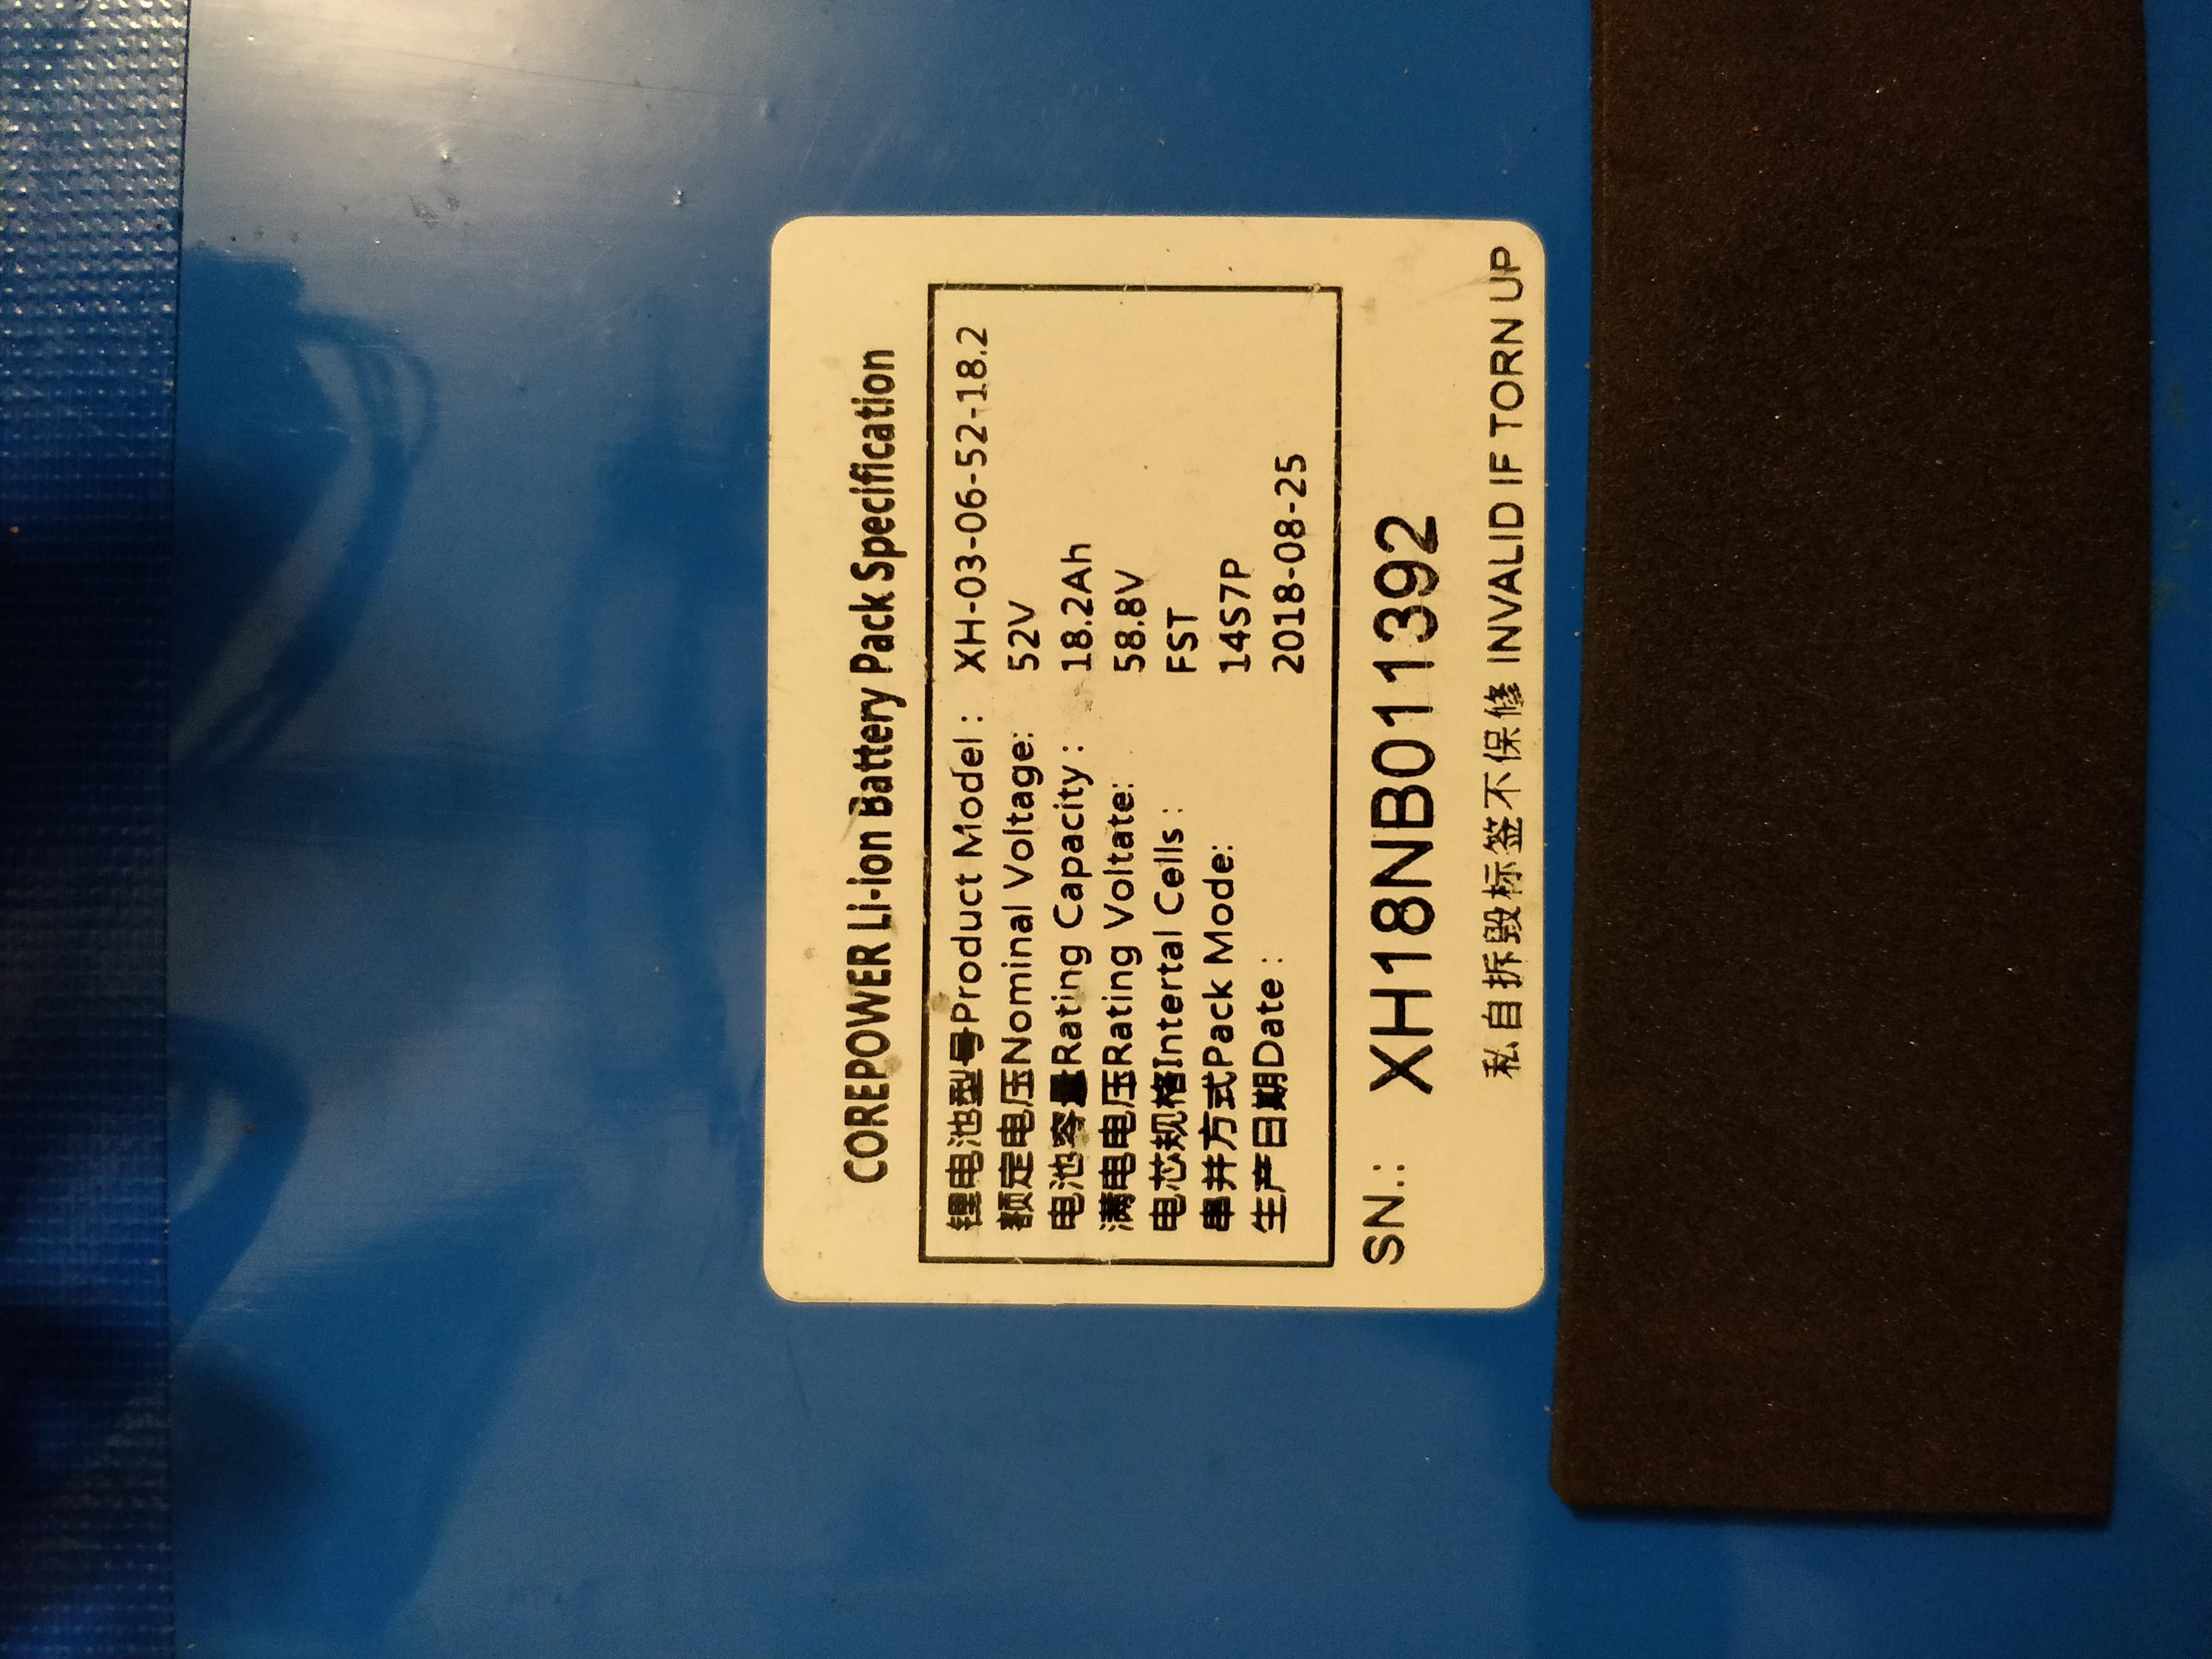 COREPOWER Li-ion Battery Pack Specification
锂电池型号Product Model： XH-03-06-52-18.2
额定电压Nominal Voltage: 52V
电池容量Rating Capacity： 18.2Ah
满电电压Rating Voltate: 58.8V
电芯规格Intertal Cells： FST
串并方式Pack Mode: 14S7P
生产日期Date： 2018-08-25
SN.: XH18NB011392
私自拆毁标签不保修 INVALID IF TORN UP